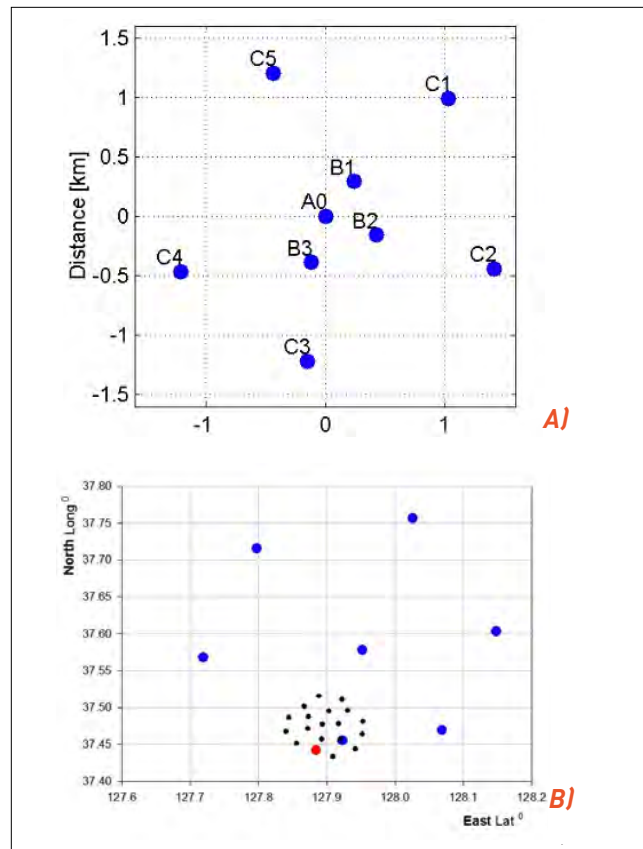 1.5
1
0.5
0
-0.5
-1
-1.5
Distance [km]
C5
C1
B1
A0
B2
B3
C4
C2
C3
-1 0 1
A)
37.80
37.75
37.70
37.65
37.60
37.55
37.50
37.45
37.40
North Long 0
127.6 127.7 127.8 127.9 128.0 128.1 128.2
East Lat 0
B)